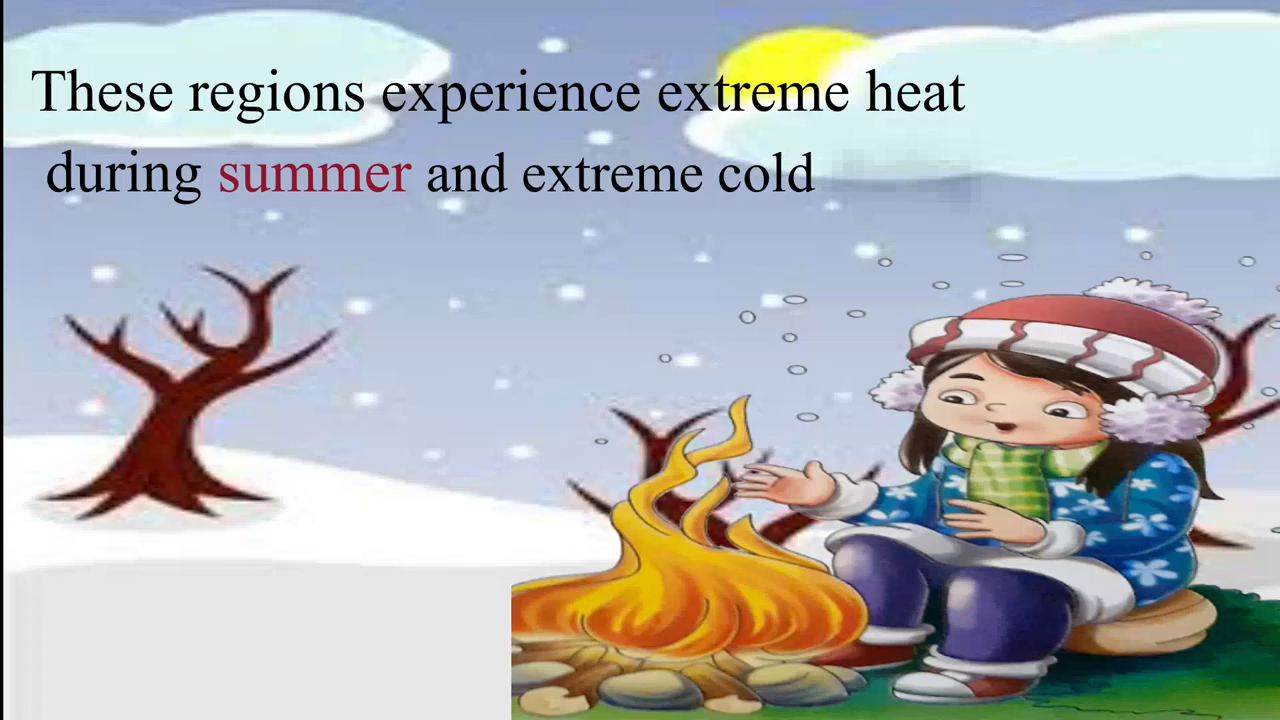 These regions experience extreme heat
during summer and extreme cold